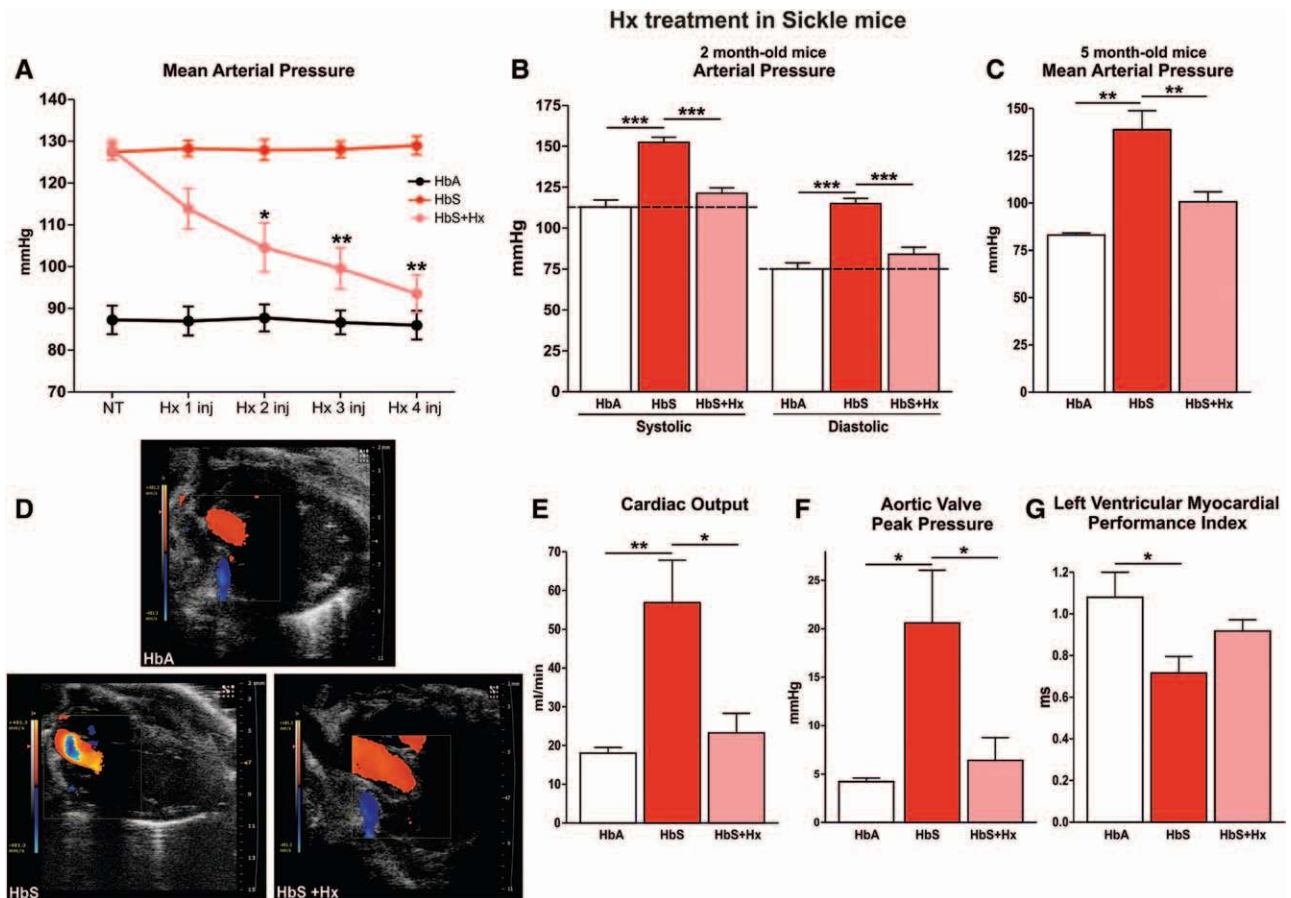 Hx treatment in Sickle mice
A
Mean Arterial Pressure
mmHg
140
130
120
110
100
90
80
70
NT
Hx 1 inj
Hx 2 inj
Hx 3 inj
Hx 4 inj
*
**
**
HbA
HbS
HbS+Hx
B
2 month-old mice
Arterial Pressure
mmHg
175
150
125
100
75
50
25
0
***
***
***
***
HbA
HbS
HbS+Hx
HbA
HbS
HbS+Hx
Systolic
Diastolic
C
5 month-old mice
Mean Arterial Pressure
mmHg
150
125
100
75
50
25
0
**
**
HbA
HbS
HbS+Hx
D
HbA
HbS
HbS +Hx
E
Cardiac Output
ml/min
70
60
50
40
30
20
10
0
**
*
HbA
HbS
HbS+Hx
F
Aortic Valve
Peak Pressure
mmHg
25
20
15
10
5
0
*
*
HbA
HbS
HbS+Hx
G
Left Ventricular Myocardial
Performance Index
ms
1.2
1.0
0.8
0.6
0.4
0.2
0.0
*
HbA
HbS
HbS+Hx